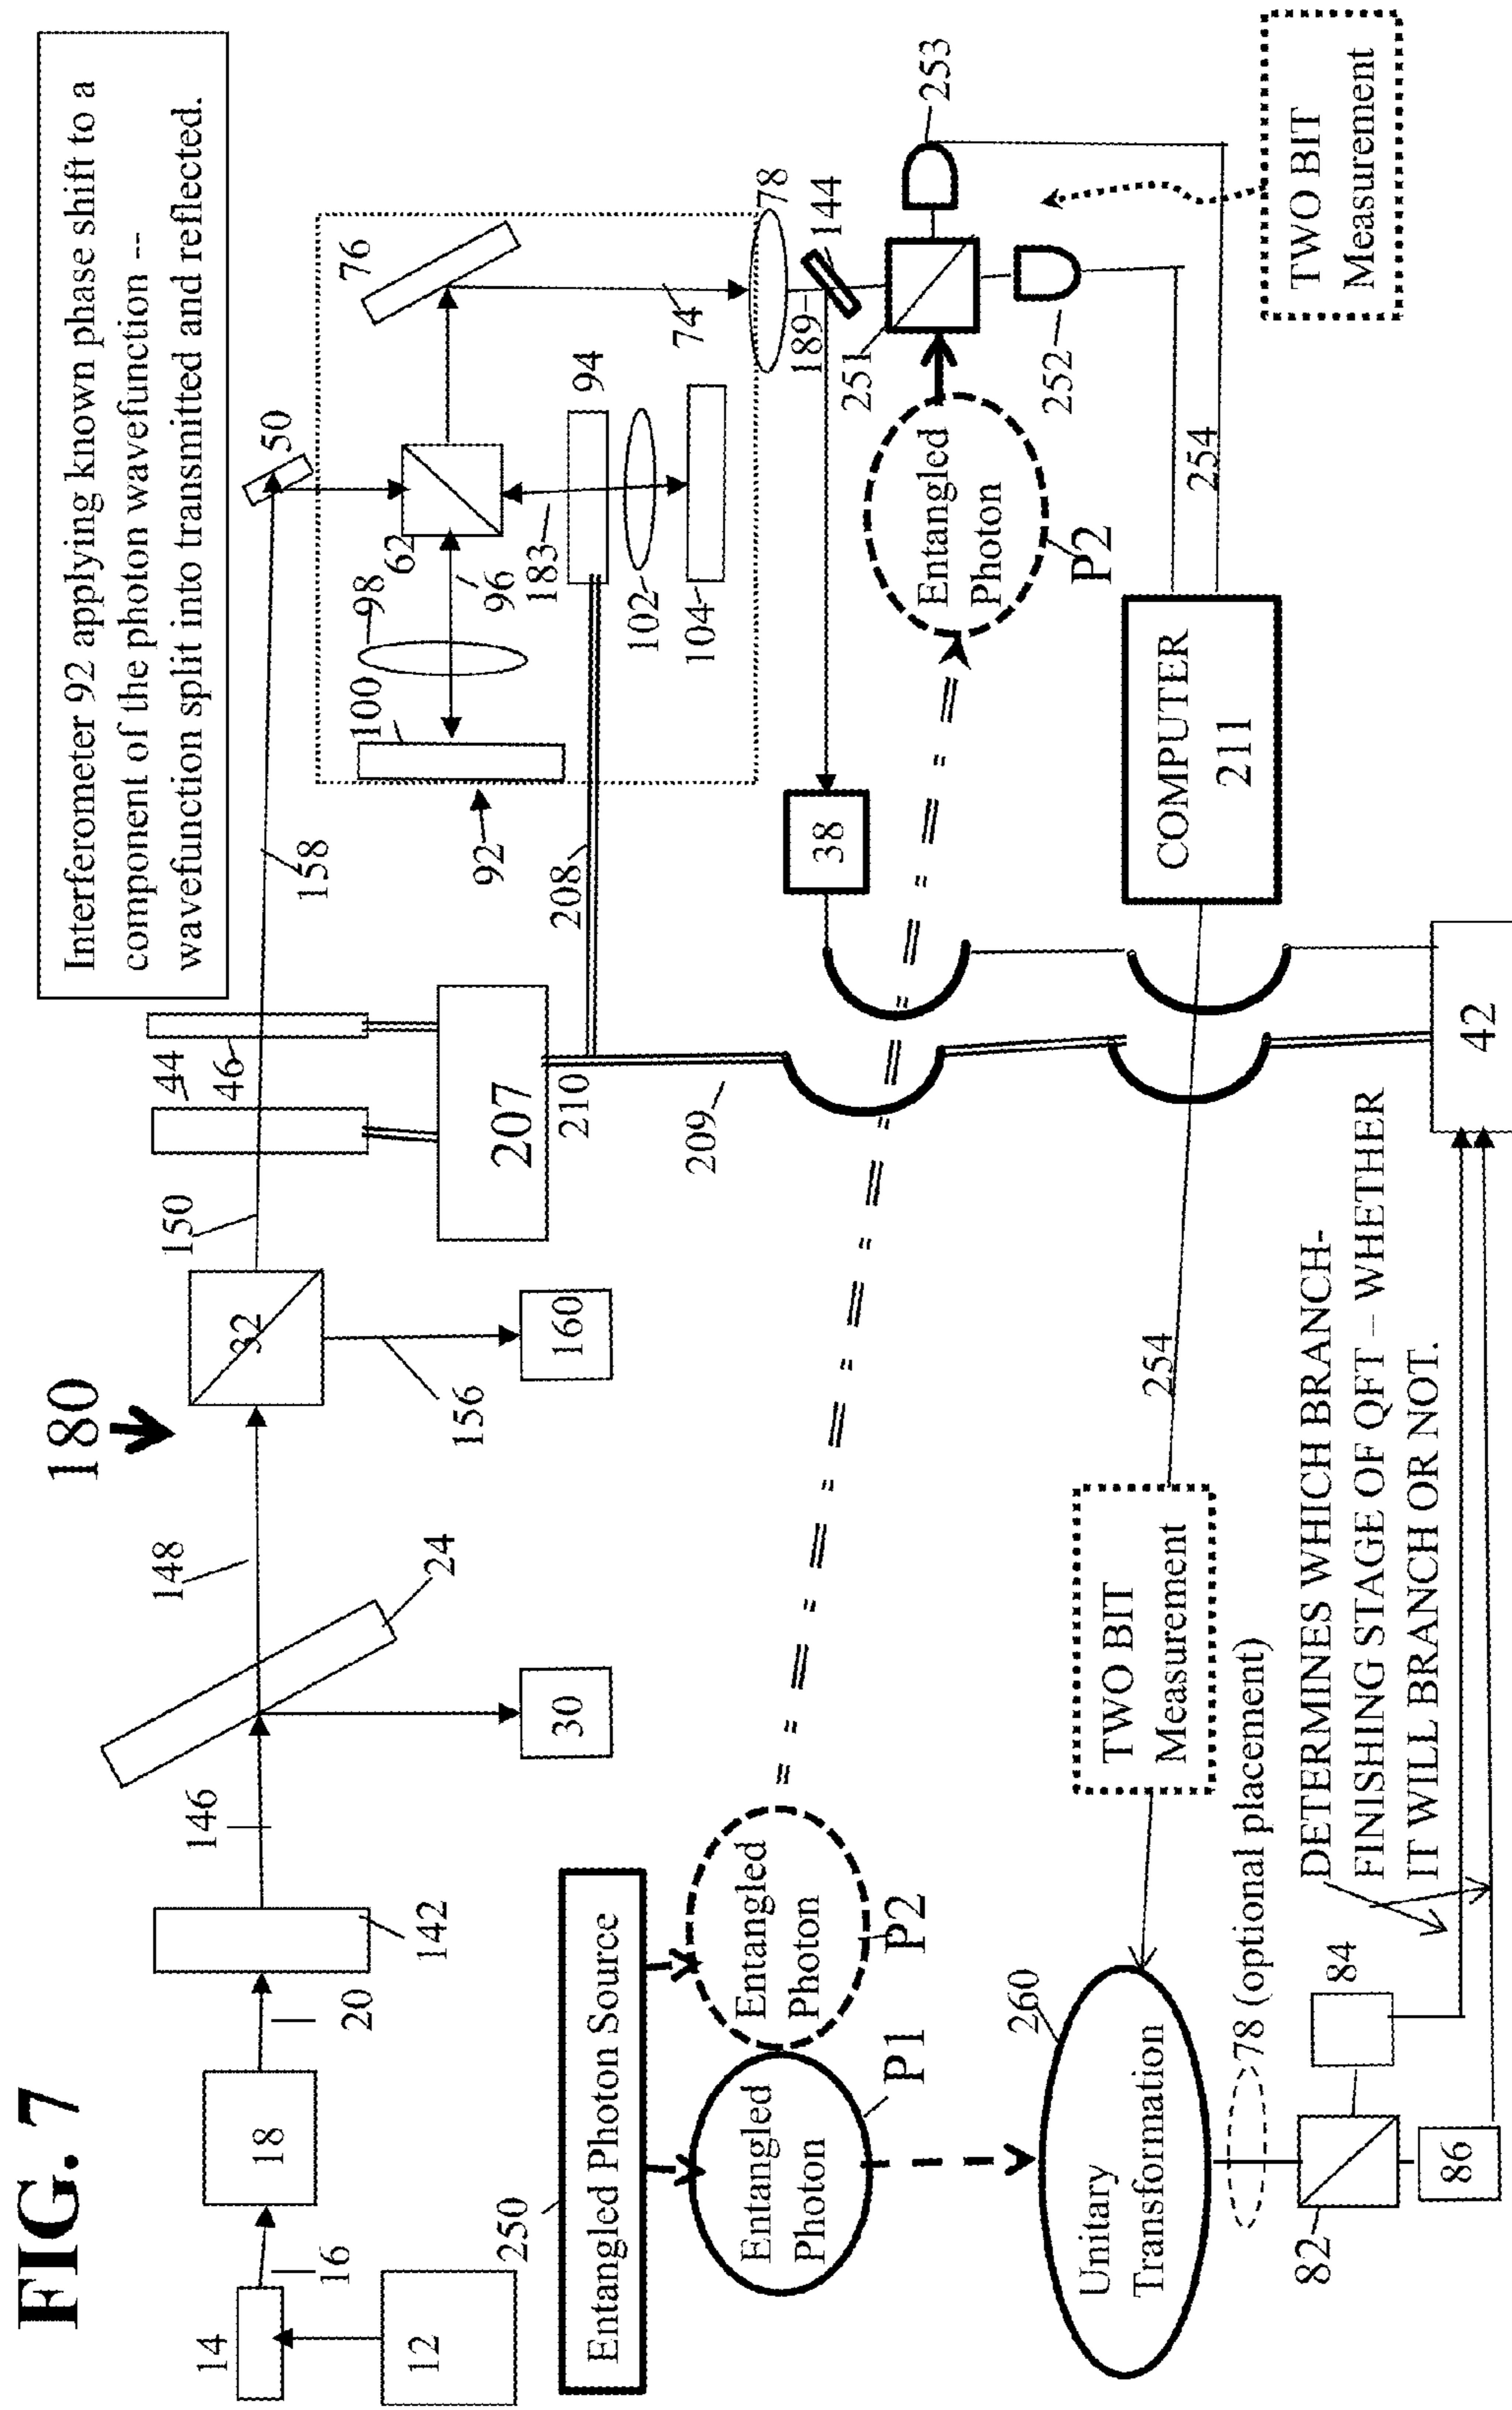 FIG. 7
180
Interferometer 92 applying known phase shift to a
component of the photon wavefunction --
wavefunction split into transmitted and reflected.
14
16
12
18
20
142
146
24
30
148
32
156
160
150
44
46
207
210
158
50
208
209
92
100
98
96
62
183
94
102
104
76
74
78
189
144
251
252
253
254
38
TWO BIT
Measurement
250
Entangled Photon Source
Entangled
Photon
P1
Entangled
Photon
P2
Entangled
Photon
P2
COMPUTER
211
254
TWO BIT
Measurement
260
Unitary
Transformation
78 (optional placement)
82
84
86
DETERMINES WHICH BRANCH-
FINISHING STAGE OF QFT – WHETHER
IT WILL BRANCH OR NOT.
42